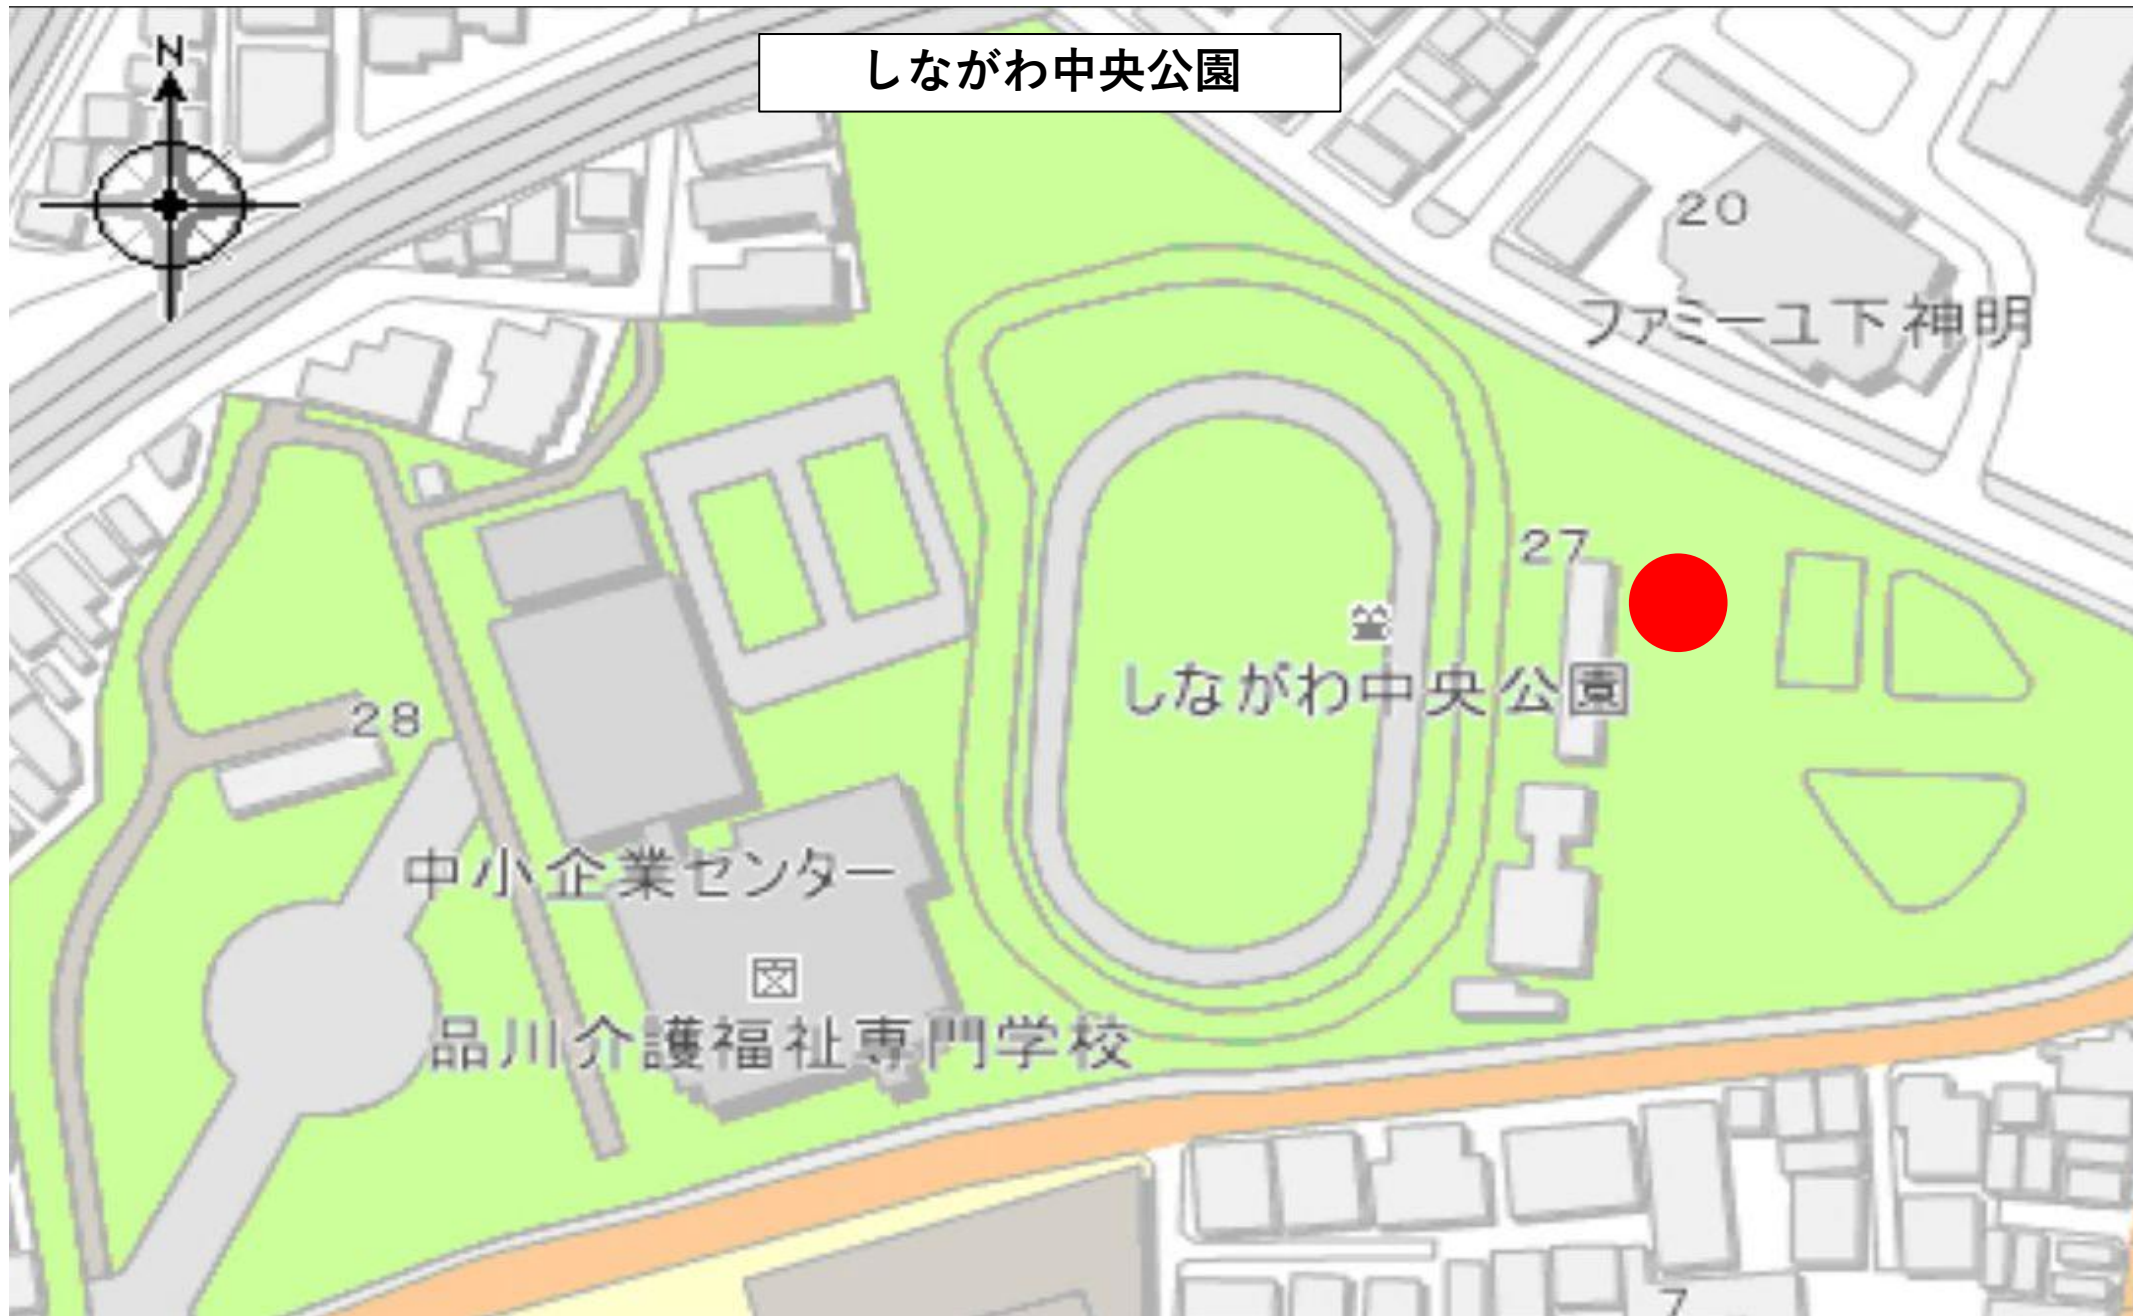 しながわ中央公園
N
20
ファミーユ下神明
27
しながわ中央公園
28
中小企業センター
品川介護福祉専門学校
7